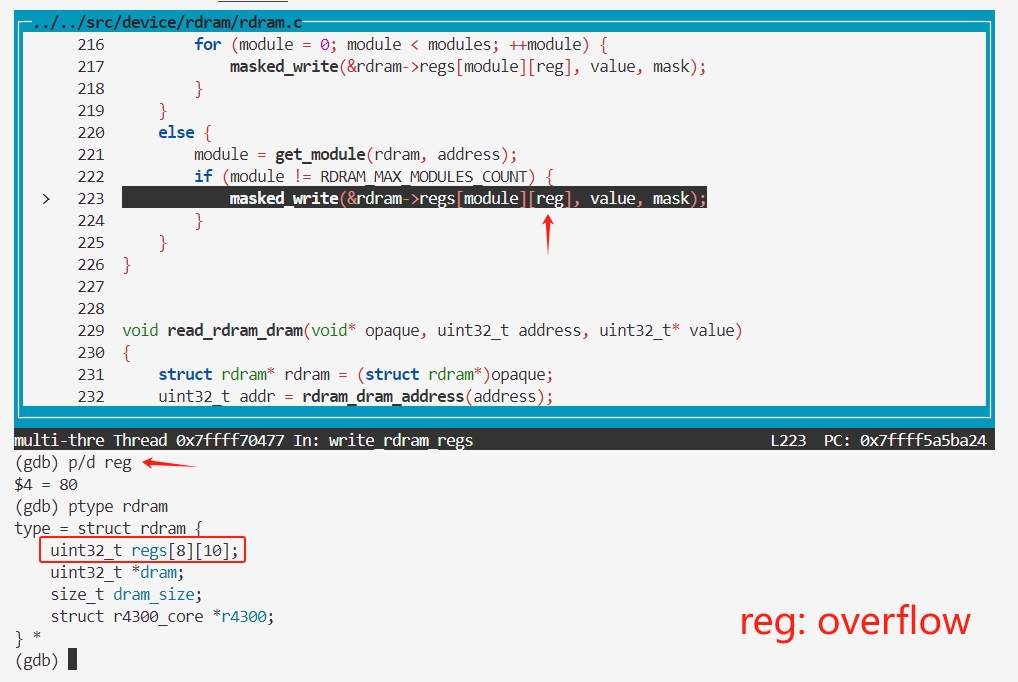 ../../src/device/rdram/rdram.c
216 for (module = 0; module < modules; ++module) {
217 masked_write(&rdram->regs[module][reg], value, mask);
218 }
219 }
220 else {
221 module = get_module(rdram, address);
222 if (module != RDRAM_MAX_MODULES_COUNT) {
> 223 masked_write(&rdram->regs[module][reg], value, mask);
224 }
225 }
226 }
227
228
229 void read_rdram_dram(void* opaque, uint32_t address, uint32_t* value)
230 {
231 struct rdram* rdram = (struct rdram*)opaque;
232 uint32_t addr = rdram_dram_address(address);
multi-thre Thread 0x7ffff70477 In: write_rdram_regs L223 PC: 0x7ffff5a5ba24
(gdb) p/d reg
$4 = 80
(gdb) ptype rdram
type = struct rdram {
uint32_t regs[8][10];
uint32_t *dram;
size_t dram_size;
struct r4300_core *r4300;
} *
(gdb)
reg: overflow